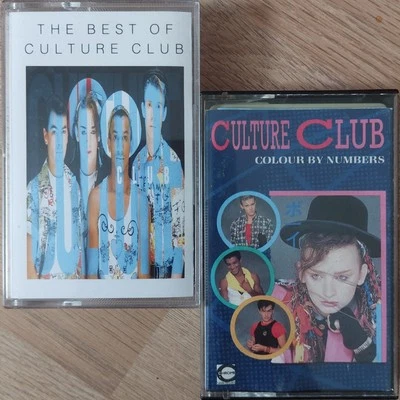 THE BEST OF
CULTURE CLUB
CULTURE CLUB
COLOUR BY NUMBERS